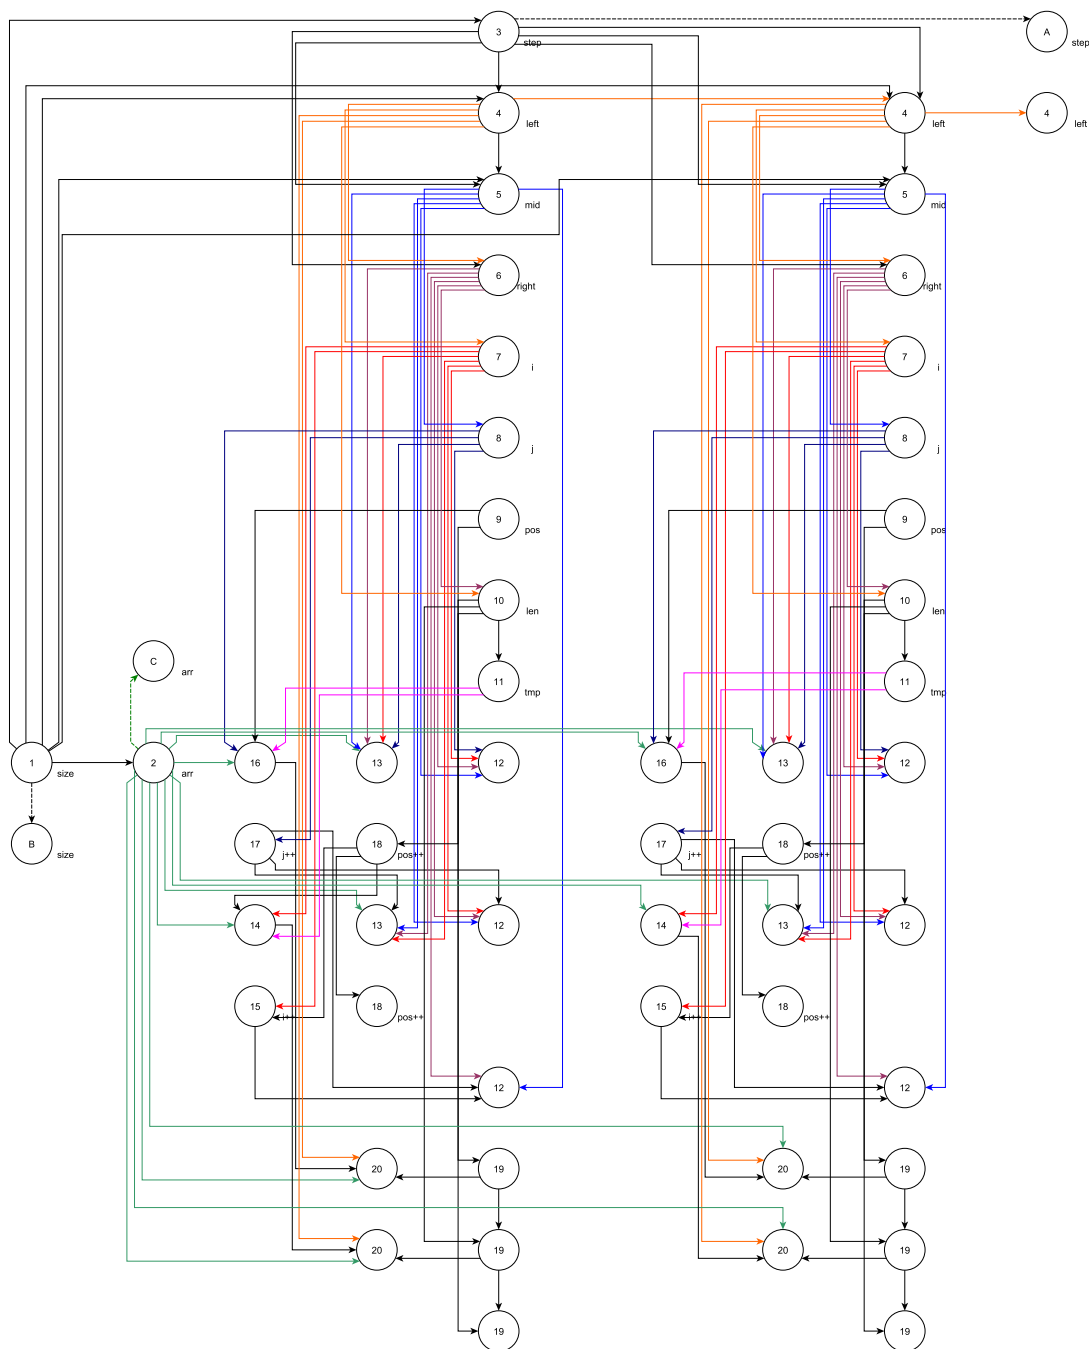 3 A
step step
4 4 4
left left left
5 5
mid mid
6 6
right right
7 7
i i
8 8
j j
9 9
pos pos
10 10
len len
C
arr
11 11
tmp tmp
1 2 16 13 12 16 13 12
size arr
B 17 18 17 18
size j++ pos++ j++ pos++
14 13 12 14 13 12
15 18 15 18
i++ pos++ i++ pos++
12 12
20 19 20 19
20 19 20 19
19 19